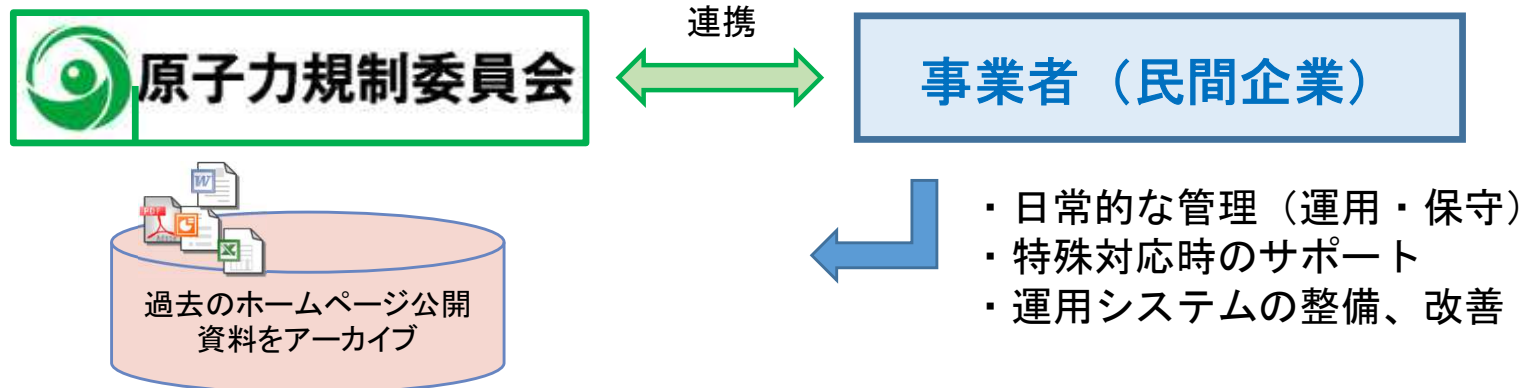 連携
原子力規制委員会
事業者（民間企業）
W
PDF
X
過去のホームページ公開
資料をアーカイブ
・日常的な管理（運用・保守）
・特殊対応時のサポート
・運用システムの整備、改善